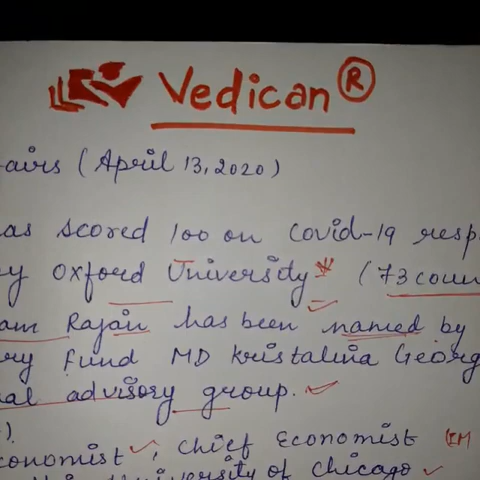 Vedican ®
airs (April 13, 2020)
as scored 100 on Covid-19 resp
y Oxford University* (73 coun
am Rajan has been named by
ry Fund MD Kristalina Georg
al advisory group.
).
conomist, Chief Economist
University of Chicago